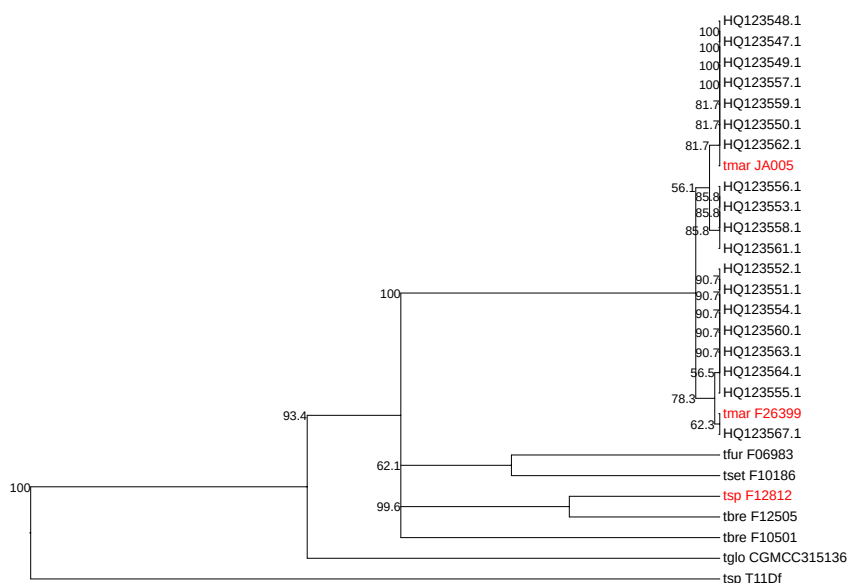 HQ123548.1
100
HQ123547.1
100
HQ123549.1
100
HQ123557.1
100
HQ123559.1
81.7
HQ123550.1
81.7
HQ123562.1
81.7
tmar JA005
HQ123556.1
56.1
85.8
HQ123553.1
85.8
HQ123558.1
85.8
HQ123561.1
HQ123552.1
90.7
HQ123551.1
100
90.7
HQ123554.1
90.7
HQ123560.1
90.7
HQ123563.1
90.7
HQ123564.1
56.5
HQ123555.1
78.3
tmar F26399
93.4
62.3
HQ123567.1
tfur F06983
62.1
tset F10186
100
tsp F12812
99.6
tbre F12505
tbre F10501
tglo CGMCC315136
tsp T11Df